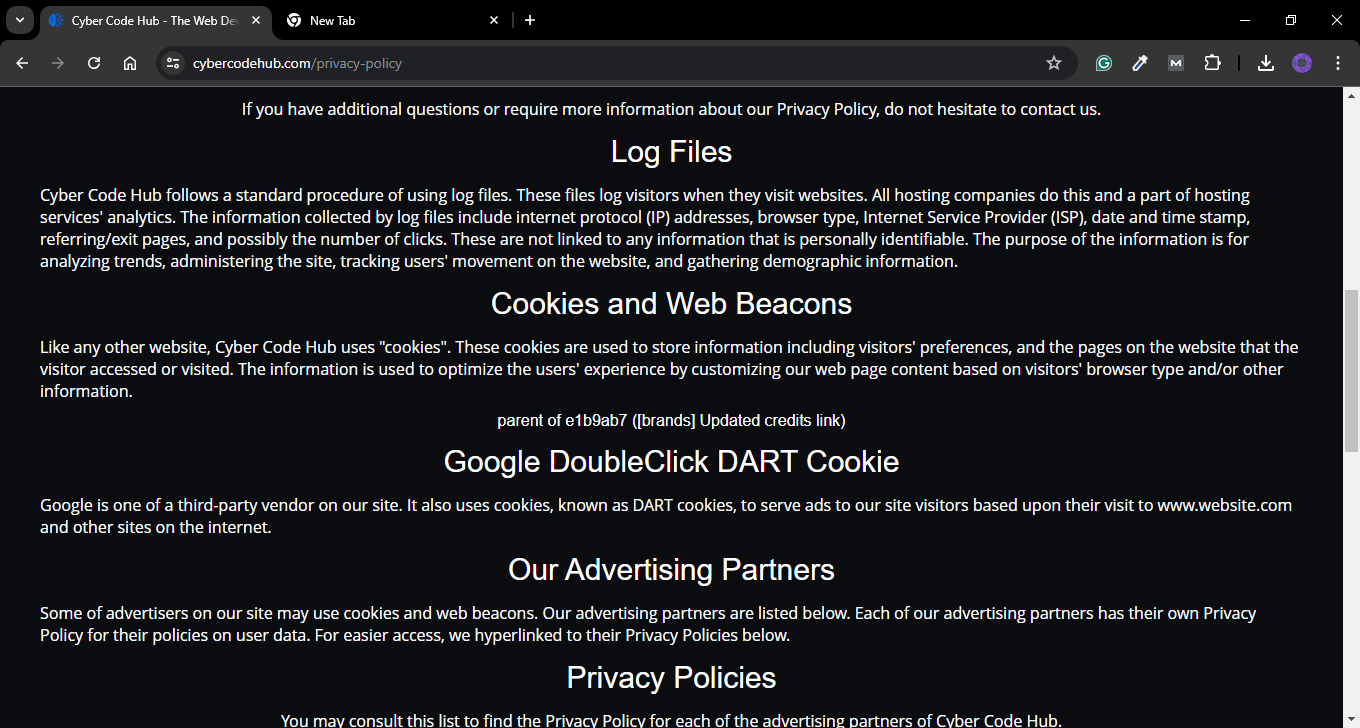 Cyber Code Hub - The Web De
New Tab
cybercodehub.com/privacy-policy
If you have additional questions or require more information about our Privacy Policy, do not hesitate to contact us.
Log Files
Cyber Code Hub follows a standard procedure of using log files. These files log visitors when they visit websites. All hosting companies do this and a part of hosting
services' analytics. The information collected by log files include internet protocol (IP) addresses, browser type, Internet Service Provider (ISP), date and time stamp,
referring/exit pages, and possibly the number of clicks. These are not linked to any information that is personally identifiable. The purpose of the information is for
analyzing trends, administering the site, tracking users' movement on the website, and gathering demographic information.
Cookies and Web Beacons
Like any other website, Cyber Code Hub uses "cookies". These cookies are used to store information including visitors' preferences, and the pages on the website that the
visitor accessed or visited. The information is used to optimize the users' experience by customizing our web page content based on visitors' browser type and/or other
information.
parent of e1b9ab7 ([brands] Updated credits link)
Google DoubleClick DART Cookie
Google is one of a third-party vendor on our site. It also uses cookies, known as DART cookies, to serve ads to our site visitors based upon their visit to www.website.com
and other sites on the internet.
Our Advertising Partners
Some of advertisers on our site may use cookies and web beacons. Our advertising partners are listed below. Each of our advertising partners has their own Privacy
Policy for their policies on user data. For easier access, we hyperlinked to their Privacy Policies below.
Privacy Policies
You may consult this list to find the Privacy Policy for each of the advertising partners of Cyber Code Hub.